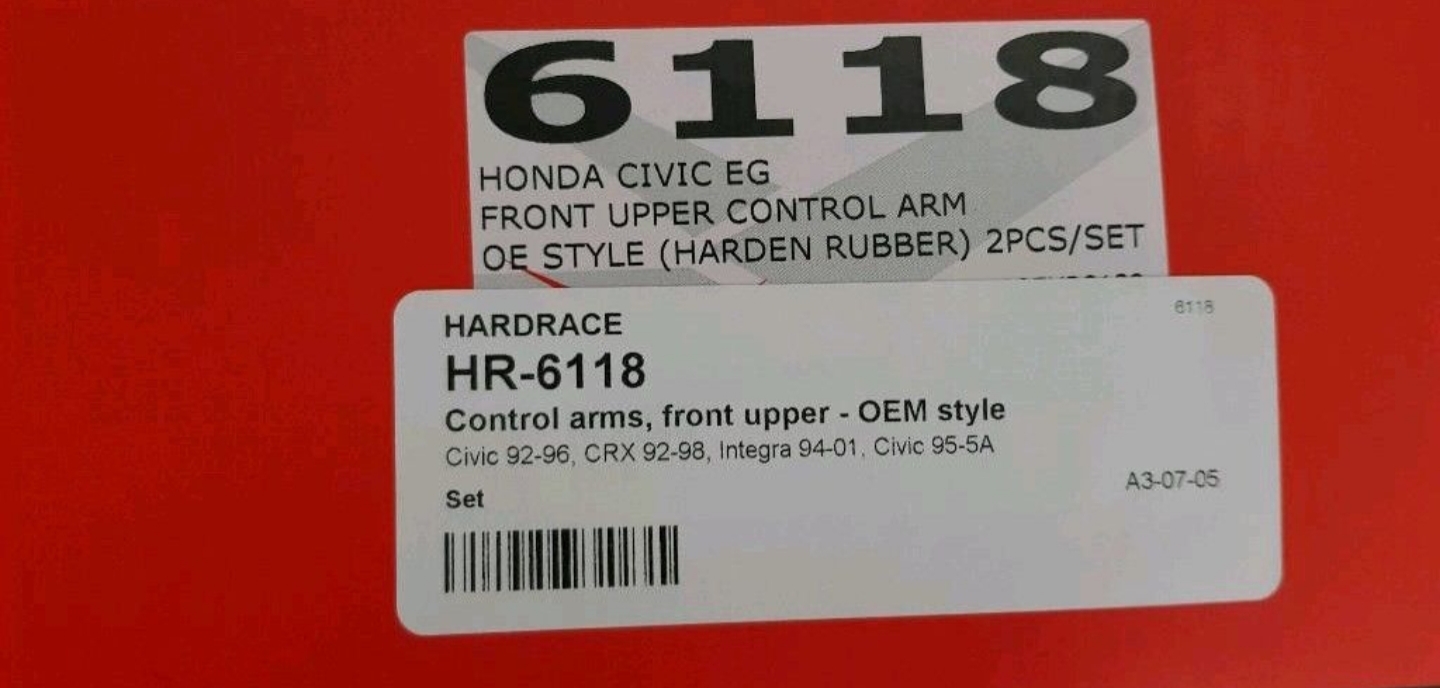 6118
HONDA CIVIC EG
FRONT UPPER CONTROL ARM
OE STYLE (HARDEN RUBBER) 2PCS/SET
6118
HARDRACE
HR-6118
Control arms, front upper - OEM style
Civic 92-96, CRX 92-98, Integra 94-01, Civic 95-5A
A3-07-05
Set